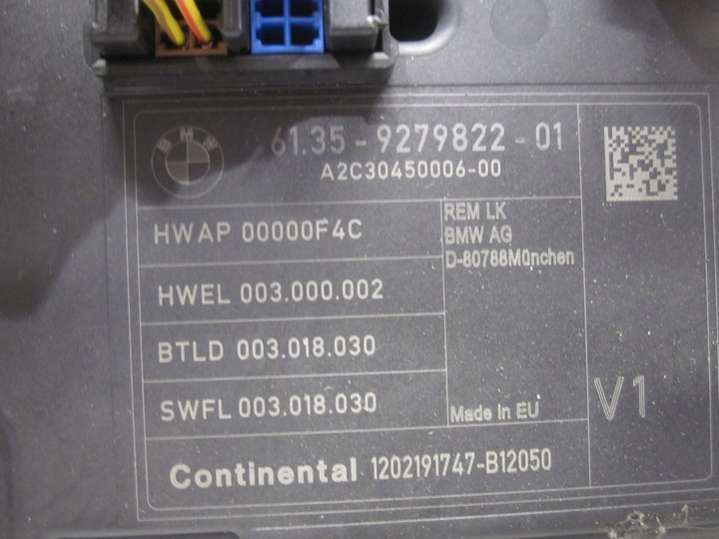 BMW
61.35 - 9279822 - 01
A2C30450006-00
HWAP 00000F4C
REM LK
BMW AG
D-80788München
HWEL 003.000.002
BTLD 003.018.030
SWFL 003.018.030
Made in EU
V1
Continental 1202191747-B12050